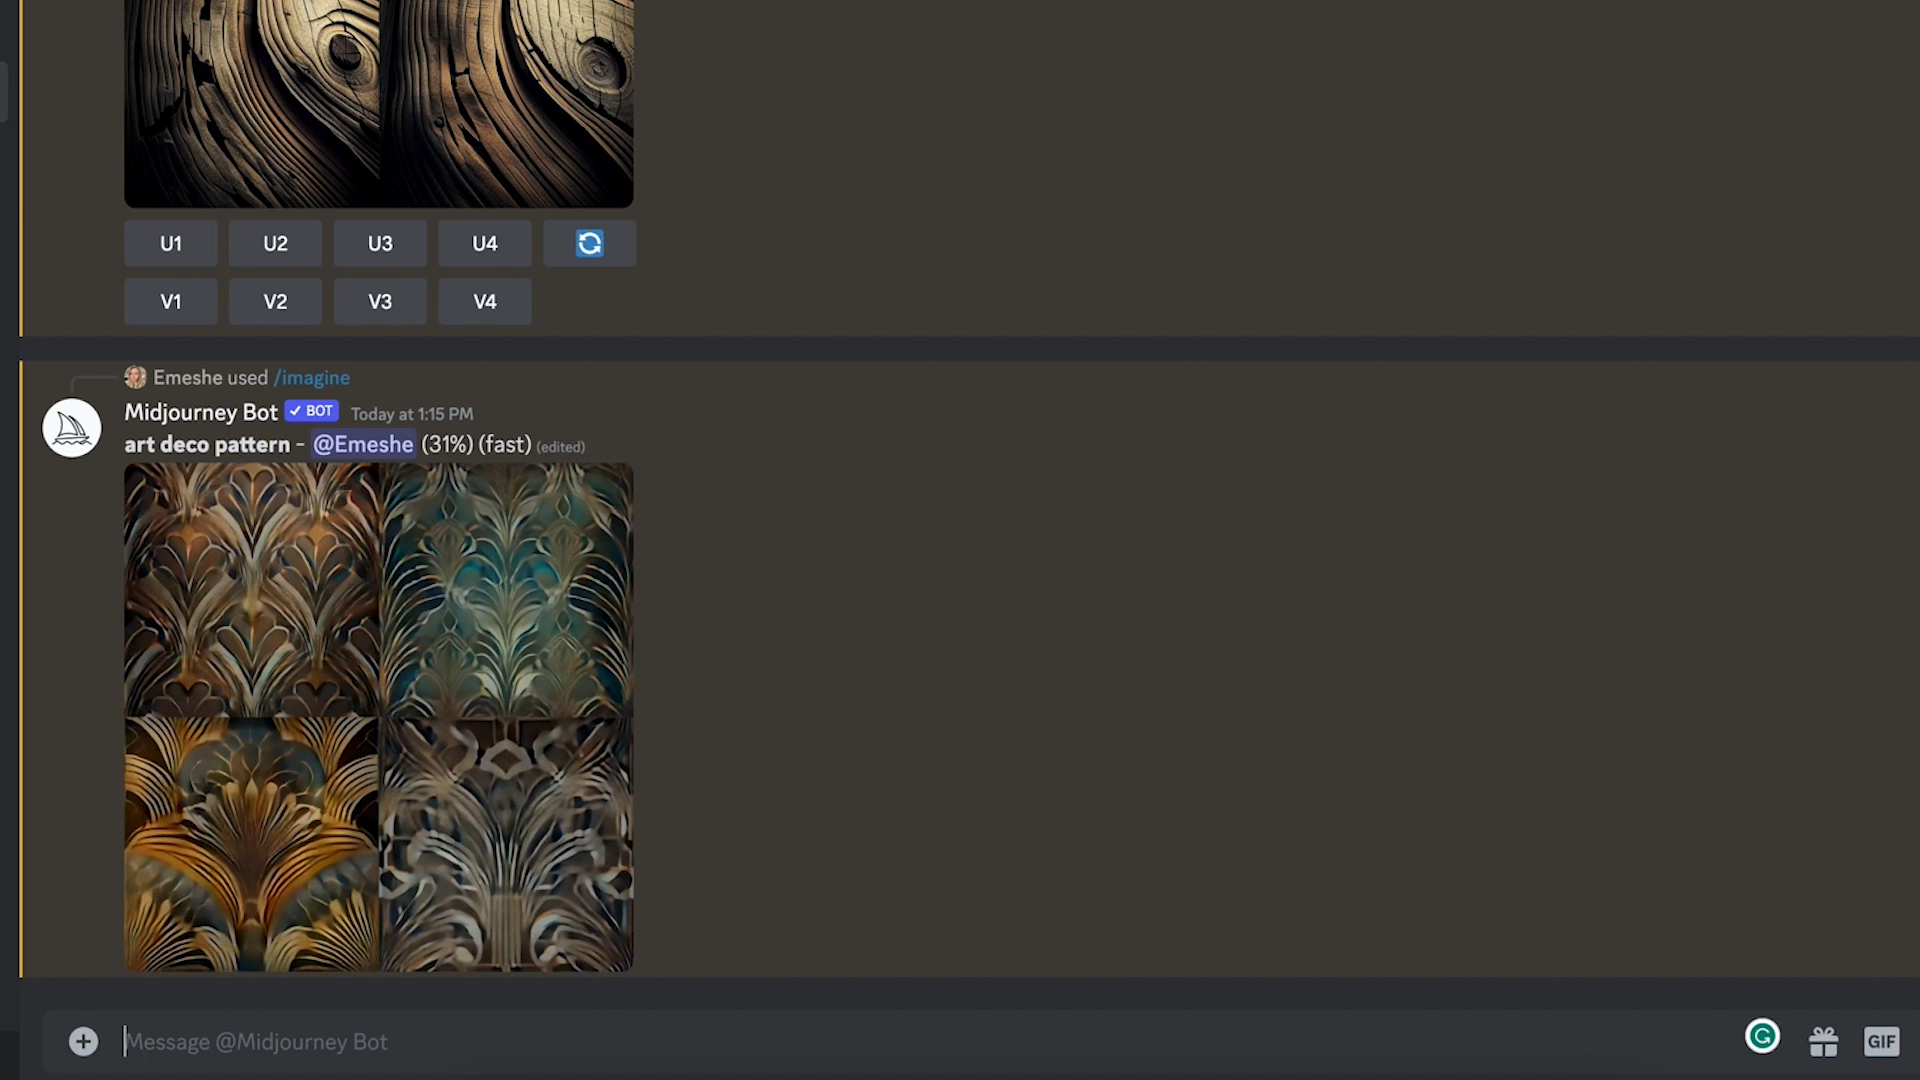 U1 U2 U3 U4
V1 V2 V3 V4
Emeshe used /imagine
Midjourney Bot ✓ BOT Today at 1:15 PM
art deco pattern - @Emeshe (31%) (fast) (edited)
Message @Midjourney Bot
GIF